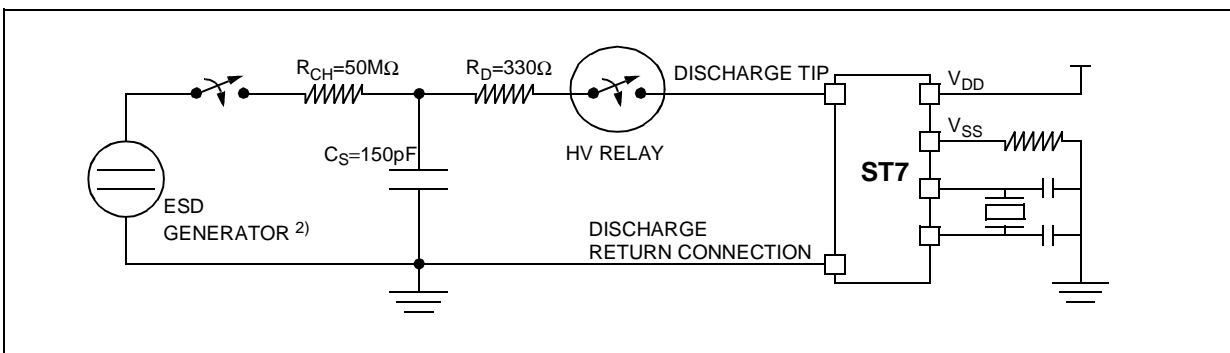 R_CH=50MΩ
R_D=330Ω
DISCHARGE TIP
V_DD
V_SS
C_S=150pF
HV RELAY
ST7
ESD
GENERATOR 2)
DISCHARGE
RETURN CONNECTION